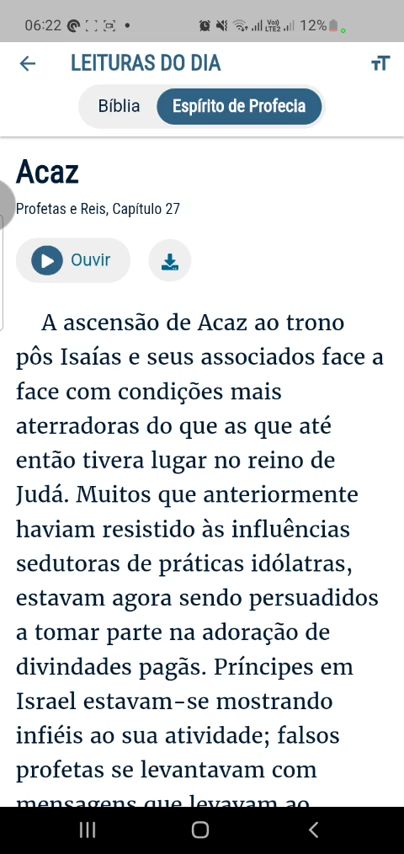 06:22 12%
LEITURAS DO DIA
Bíblia Espírito de Profecia
Acaz
Profetas e Reis, Capítulo 27
Ouvir
A ascensão de Acaz ao trono
pôs Isaías e seus associados face a
face com condições mais
aterradoras do que as que até
então tivera lugar no reino de
Judá. Muitos que anteriormente
haviam resistido às influências
sedutoras de práticas idólatras,
estavam agora sendo persuadidos
a tomar parte na adoração de
divindades pagãs. Príncipes em
Israel estavam-se mostrando
infiéis ao sua atividade; falsos
profetas se levantavam com
mensagens que levavam ao